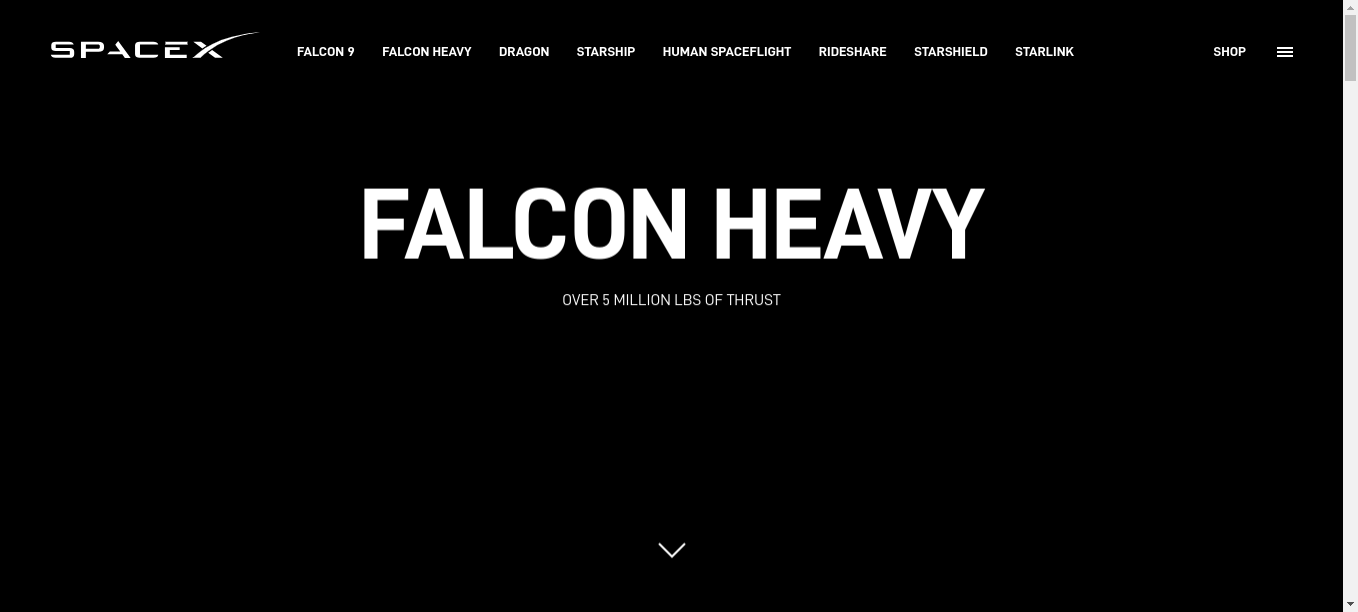 SPACEX FALCON 9 FALCON HEAVY DRAGON STARSHIP HUMAN SPACEFLIGHT RIDESHARE STARSHIELD STARLINK SHOP
FALCON HEAVY
OVER 5 MILLION LBS OF THRUST